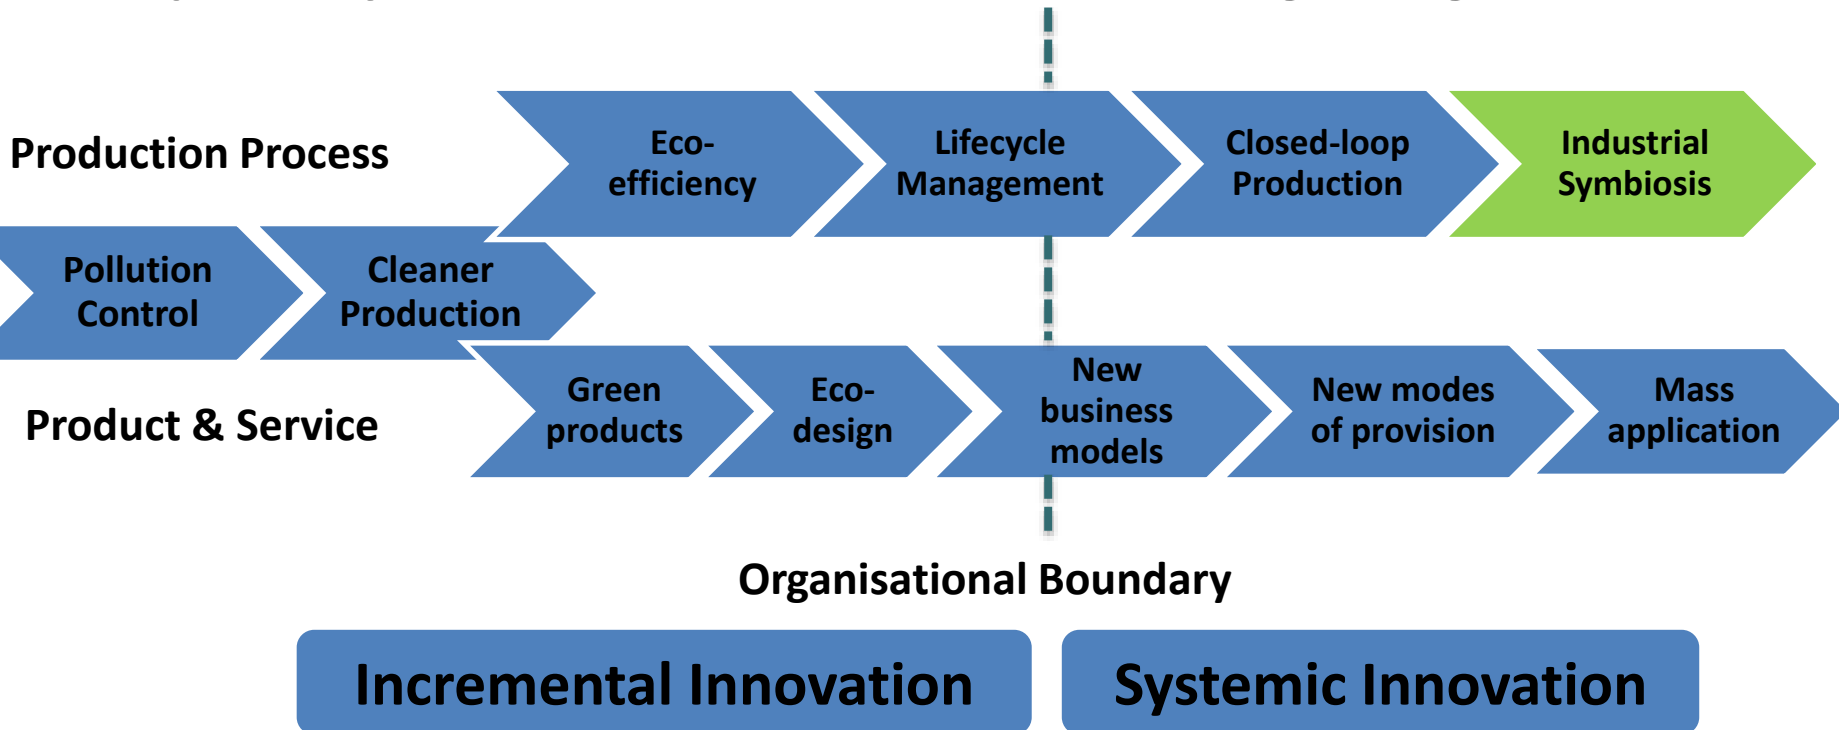 Production Process
Eco-
efficiency
Lifecycle
Management
Closed-loop
Production
Industrial
Symbiosis
Pollution
Control
Cleaner
Production
Product & Service
Green
products
Eco-
design
New
business
models
New modes
of provision
Mass
application
Organisational Boundary
Incremental Innovation
Systemic Innovation